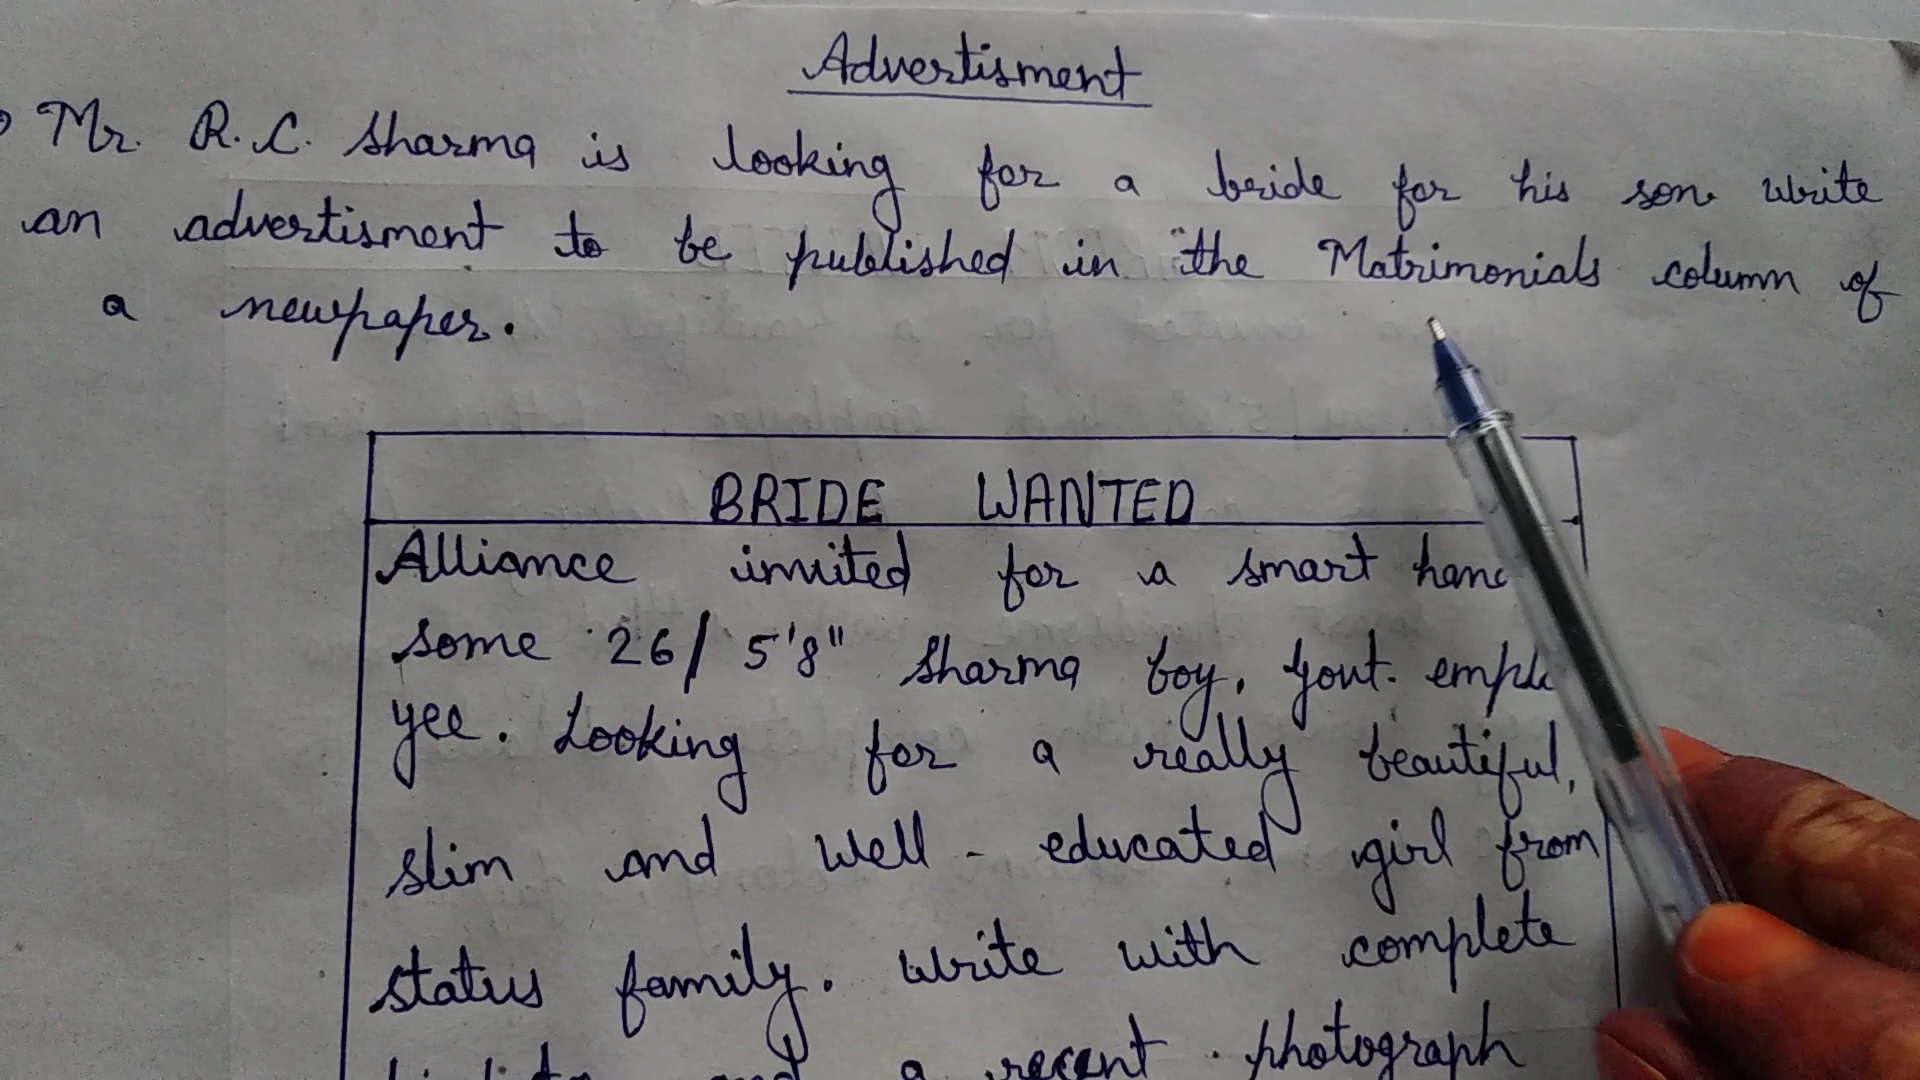 Advertisment
Mr. R.C. Sharma is looking for a bride for his son. Write
an advertisment to be published in the Matrimonials column of
a newspaper.
BRIDE WANTED
Alliance invited for a smart hand
some 26/ 5'8" Sharma boy, Govt. emplo
yee. Looking for a really beautiful,
slim and well-educated girl from
status family. Write with complete
and a recent photograph